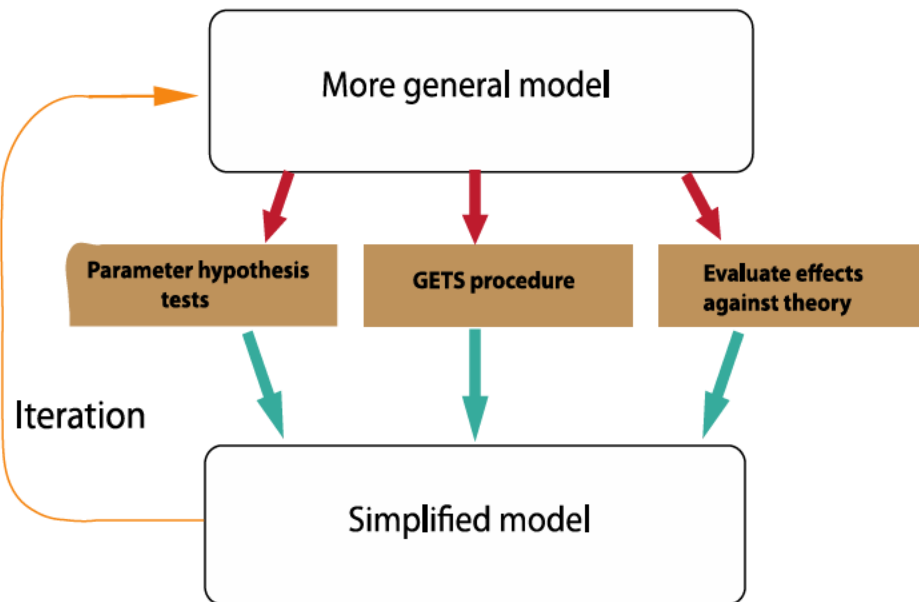 More general model
Parameter hypothesis
tests
GETS procedure
Evaluate effects
against theory
Iteration
Simplified model